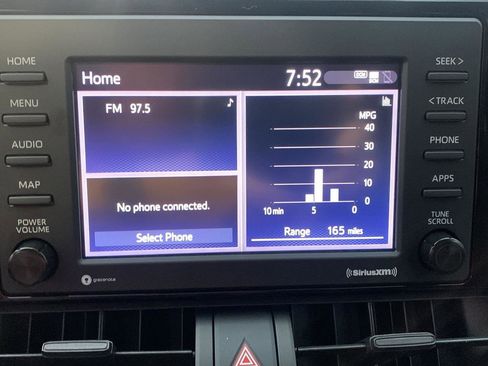 HOME
MENU
AUDIO
MAP
POWER
VOLUME
Home
7:52
FM 97.5
No phone connected.
Select Phone
MPG
40
30
20
10
0
10 min 5 0
Range 165 miles
SEEK >
< TRACK
PHONE
APPS
TUNE
SCROLL
gracenote
((SiriusXM))